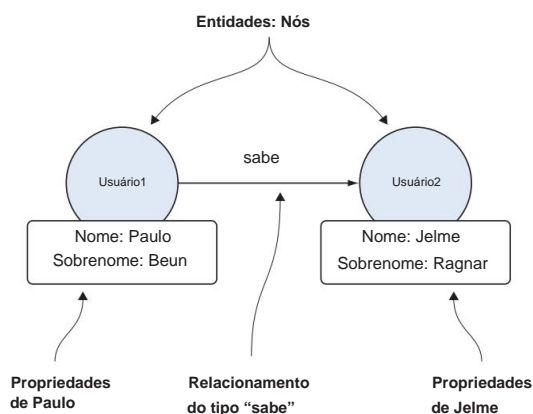 Entidades: Nós
sabe
Usuário1
Usuário2
Nome: Paulo
Sobrenome: Beun
Nome: Jelme
Sobrenome: Ragnar
Propriedades
de Paulo
Relacionamento
do tipo “sabe”
Propriedades
de Jelme